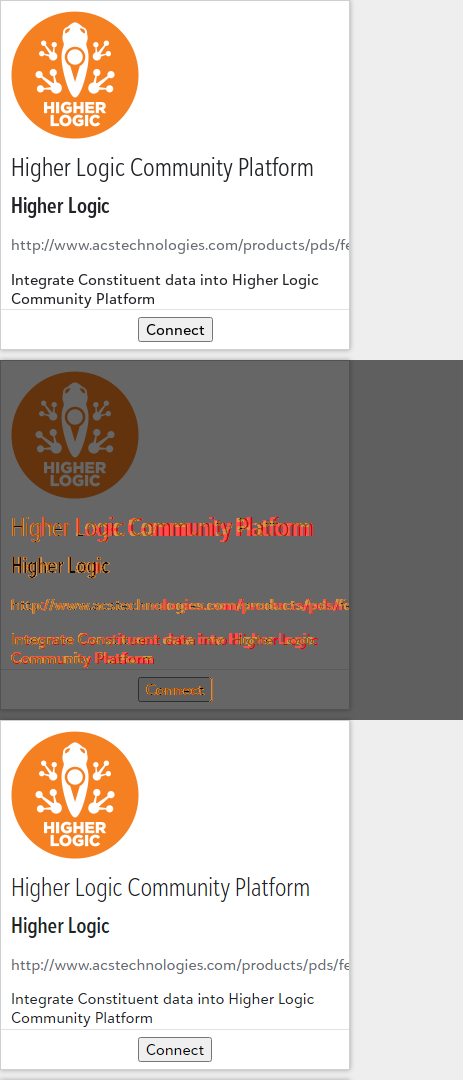 HIGHER
LOGIC
Higher Logic Community Platform
Higher Logic
http://www.acstechnologies.com/products/pds/fe
Integrate Constituent data into Higher Logic
Community Platform
Connect
HIGHER
LOGIC
Higher Logic Community Platform
Higher Logic
http://www.acstechnologies.com/products/pds/fe
Integrate Constituent data into Higher Logic
Community Platform
Connect
HIGHER
LOGIC
Higher Logic Community Platform
Higher Logic
http://www.acstechnologies.com/products/pds/fe
Integrate Constituent data into Higher Logic
Community Platform
Connect